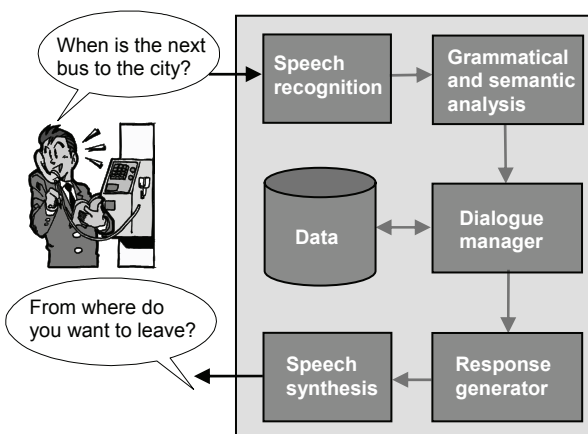 When is the next
bus to the city?
Speech
recognition
Grammatical
and semantic
analysis
Data
Dialogue
manager
From where do
you want to leave?
Speech
synthesis
Response
generator